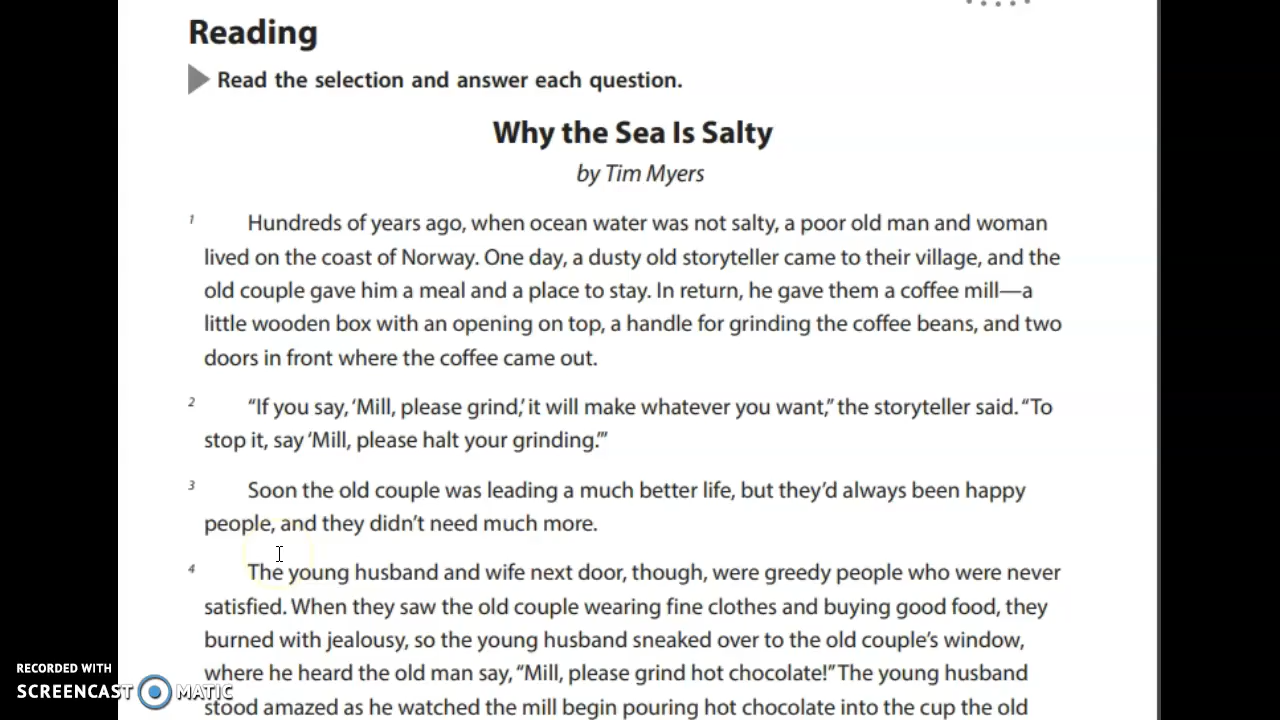 Reading
Read the selection and answer each question.
Why the Sea Is Salty
by Tim Myers
1 Hundreds of years ago, when ocean water was not salty, a poor old man and woman
lived on the coast of Norway. One day, a dusty old storyteller came to their village, and the
old couple gave him a meal and a place to stay. In return, he gave them a coffee mill—a
little wooden box with an opening on top, a handle for grinding the coffee beans, and two
doors in front where the coffee came out.
2 “If you say, ‘Mill, please grind,’ it will make whatever you want,” the storyteller said. “To
stop it, say ‘Mill, please halt your grinding.’”
3 Soon the old couple was leading a much better life, but they’d always been happy
people, and they didn’t need much more.
4 The young husband and wife next door, though, were greedy people who were never
satisfied. When they saw the old couple wearing fine clothes and buying good food, they
burned with jealousy, so the young husband sneaked over to the old couple’s window,
where he heard the old man say, “Mill, please grind hot chocolate!” The young husband
stood amazed as he watched the mill begin pouring hot chocolate into the cup the old
RECORDED WITH
SCREENCAST MATIC